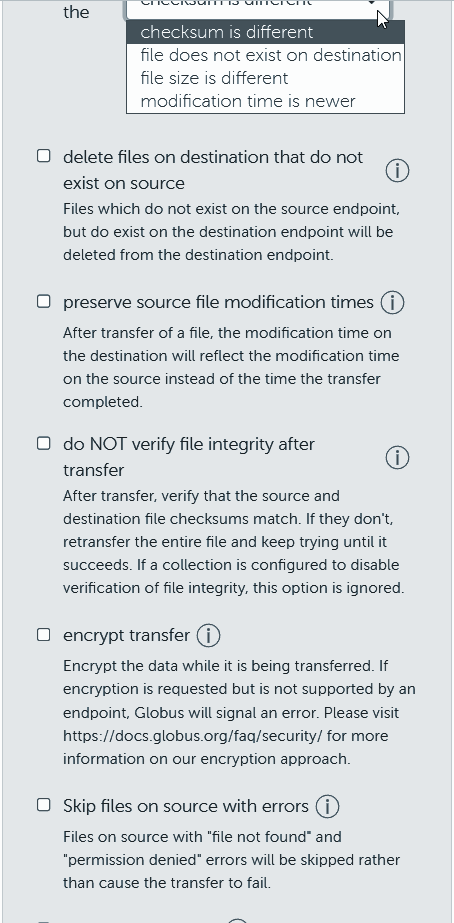 the
checksum is different
checksum is different
file does not exist on destination
file size is different
modification time is newer
delete files on destination that do not
exist on source
Files which do not exist on the source endpoint,
but do exist on the destination endpoint will be
deleted from the destination endpoint.
preserve source file modification times
After transfer of a file, the modification time on
the destination will reflect the modification time
on the source instead of the time the transfer
completed.
do NOT verify file integrity after
transfer
After transfer, verify that the source and
destination file checksums match. If they don't,
retransfer the entire file and keep trying until it
succeeds. If a collection is configured to disable
verification of file integrity, this option is ignored.
encrypt transfer
Encrypt the data while it is being transferred. If
encryption is requested but is not supported by an
endpoint, Globus will signal an error. Please visit
https://docs.globus.org/faq/security/ for more
information on our encryption approach.
Skip files on source with errors
Files on source with "file not found" and
"permission denied" errors will be skipped rather
than cause the transfer to fail.